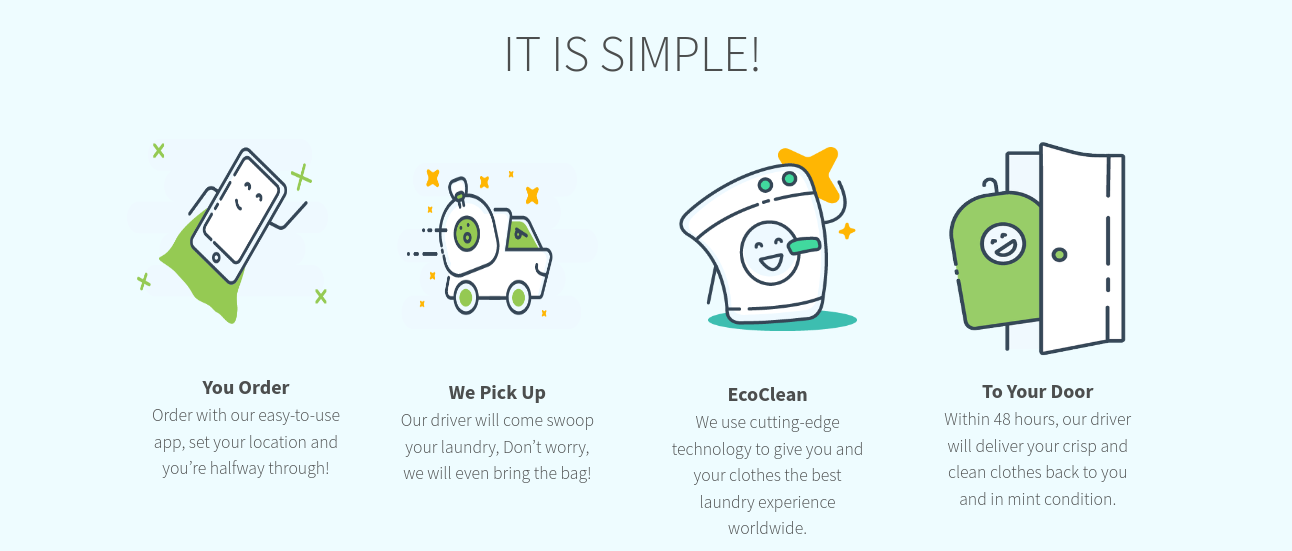 IT IS SIMPLE!
You Order
Order with our easy-to-use
app, set your location and
you’re halfway through!
We Pick Up
Our driver will come swoop
your laundry, Don’t worry,
we will even bring the bag!
EcoClean
We use cutting-edge
technology to give you and
your clothes the best
laundry experience
worldwide.
To Your Door
Within 48 hours, our driver
will deliver your crisp and
clean clothes back to you
and in mint condition.